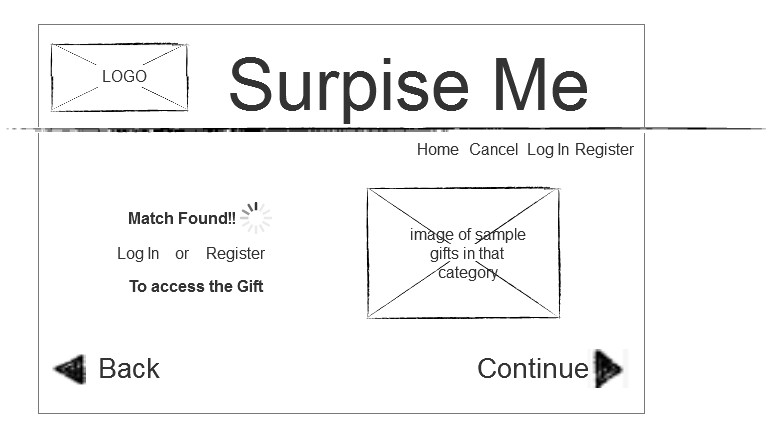 LOGO
Surpise Me
Home Cancel Log In Register
Match Found!!
Log In or Register
To access the Gift
image of sample
gifts in that
category
Back
Continue